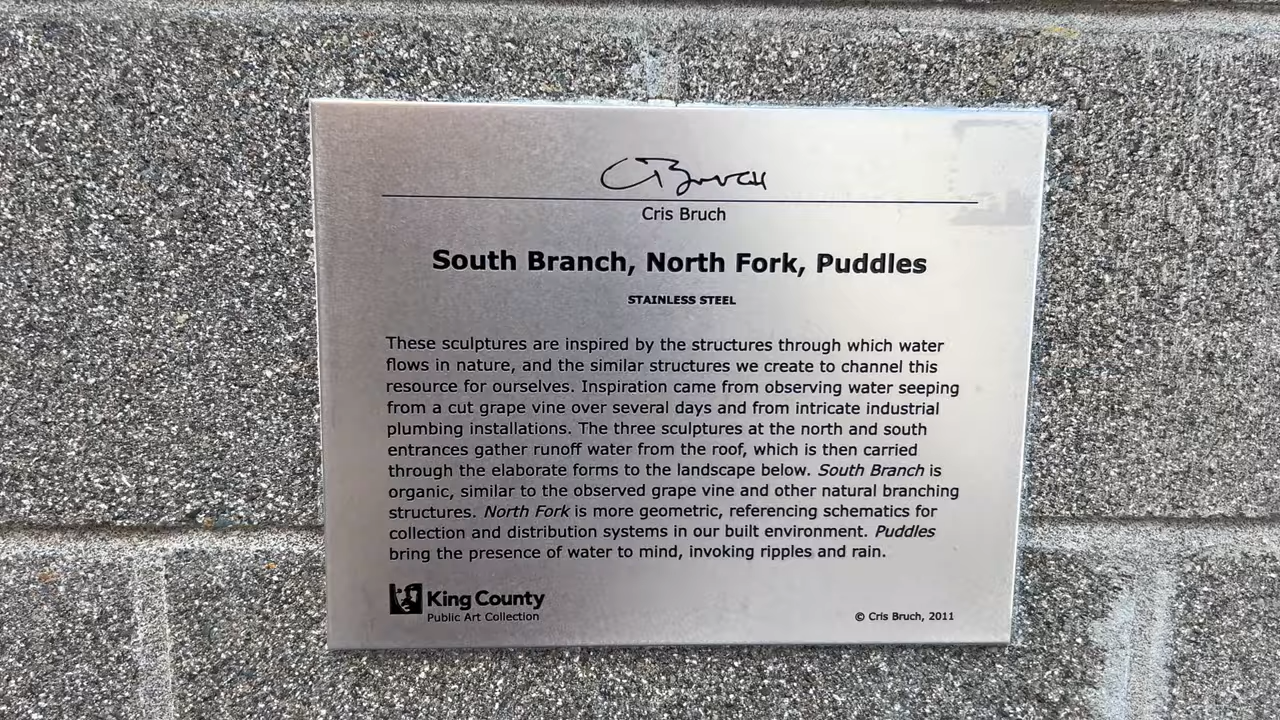 CBruch
Cris Bruch
South Branch, North Fork, Puddles
STAINLESS STEEL
These sculptures are inspired by the structures through which water
flows in nature, and the similar structures we create to channel this
resource for ourselves. Inspiration came from observing water seeping
from a cut grape vine over several days and from intricate industrial
plumbing installations. The three sculptures at the north and south
entrances gather runoff water from the roof, which is then carried
through the elaborate forms to the landscape below. South Branch is
organic, similar to the observed grape vine and other natural branching
structures. North Fork is more geometric, referencing schematics for
collection and distribution systems in our built environment. Puddles
bring the presence of water to mind, invoking ripples and rain.
King County
Public Art Collection
© Cris Bruch, 2011